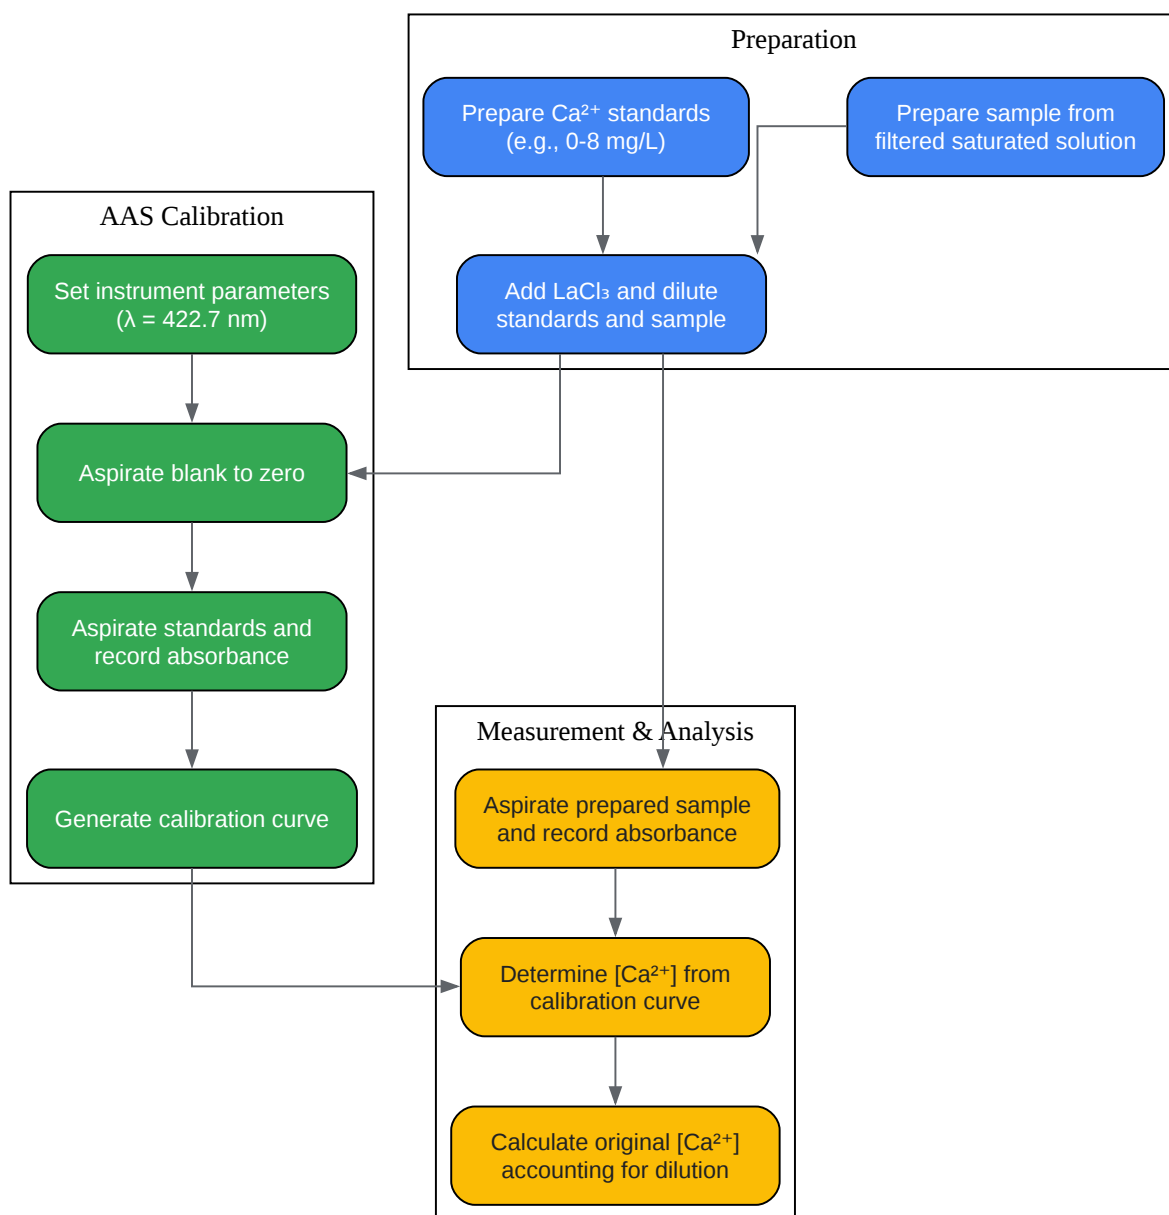 Preparation
Prepare Ca²⁺ standards
(e.g., 0-8 mg/L)
Prepare sample from
filtered saturated solution
Add LaCl₃ and dilute
standards and sample
AAS Calibration
Set instrument parameters
(λ = 422.7 nm)
Aspirate blank to zero
Aspirate standards and
record absorbance
Generate calibration curve
Measurement & Analysis
Aspirate prepared sample
and record absorbance
Determine [Ca²⁺] from
calibration curve
Calculate original [Ca²⁺]
accounting for dilution